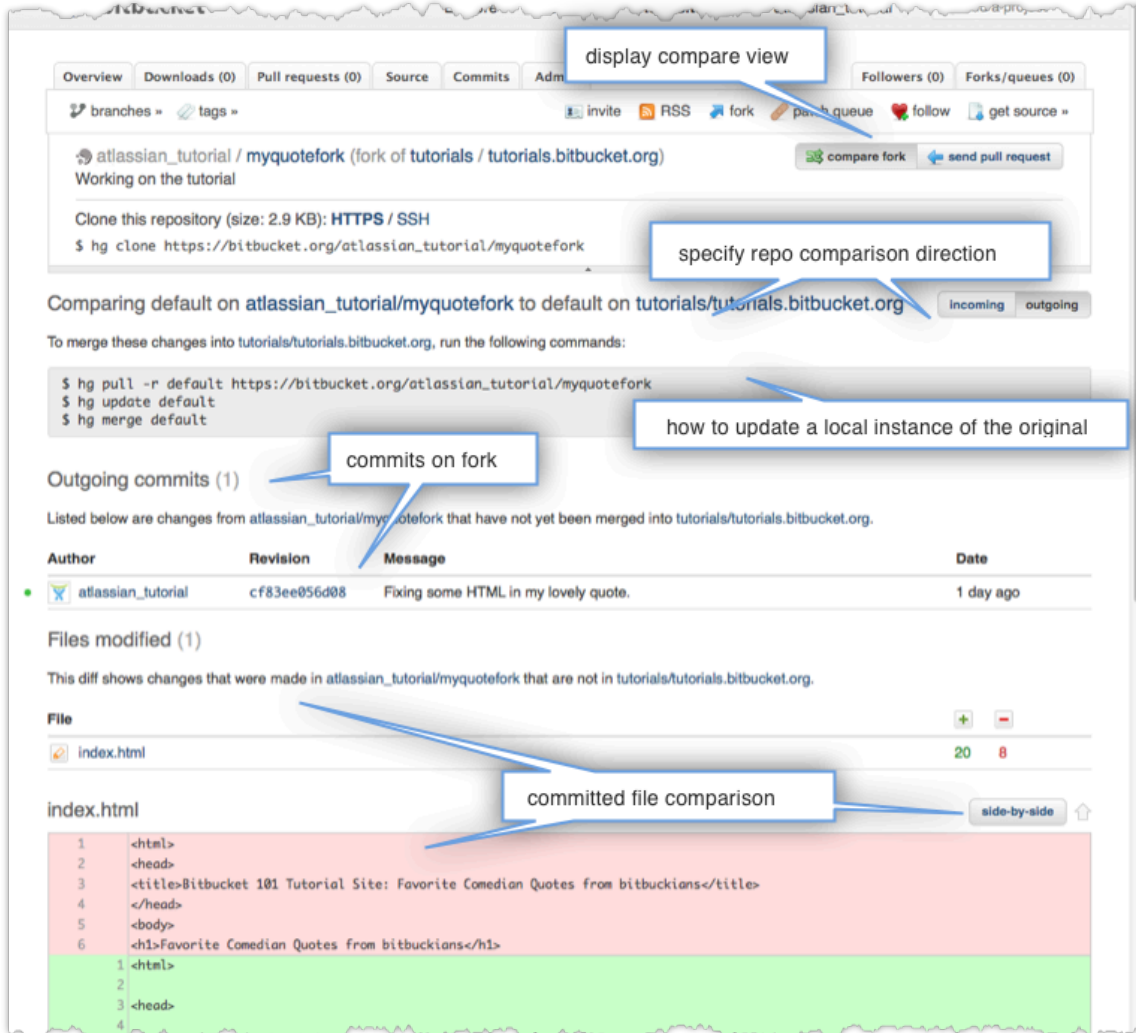 display compare view
Overview Downloads (0) Pull requests (0) Source Commits Followers (0) Forks/queues (0)
branches » tags » invite RSS fork patch queue follow get source »
atlassian_tutorial / myquotefork (fork of tutorials / tutorials.bitbucket.org) compare fork send pull request
Working on the tutorial
Clone this repository (size: 2.9 KB): HTTPS / SSH
$ hg clone https://bitbucket.org/atlassian_tutorial/myquotefork
specify repo comparison direction
Comparing default on atlassian_tutorial/myquotefork to default on tutorials/tutorials.bitbucket.org incoming outgoing
To merge these changes into tutorials/tutorials.bitbucket.org, run the following commands:
$ hg pull -r default https://bitbucket.org/atlassian_tutorial/myquotefork
$ hg update default
$ hg merge default
how to update a local instance of the original
commits on fork
Outgoing commits (1)
Listed below are changes from atlassian_tutorial/myquotefork that have not yet been merged into tutorials/tutorials.bitbucket.org.
Author Revision Message Date
atlassian_tutorial cf83ee056d08 Fixing some HTML in my lovely quote. 1 day ago
Files modified (1)
This diff shows changes that were made in atlassian_tutorial/myquotefork that are not in tutorials/tutorials.bitbucket.org.
File + -
index.html 20 8
committed file comparison
index.html side-by-side
1 <html>
2 <head>
3 <title>Bitbucket 101 Tutorial Site: Favorite Comedian Quotes from bitbuckians</title>
4 </head>
5 <body>
6 <h1>Favorite Comedian Quotes from bitbuckians</h1>
1 <html>
2
3 <head>
4